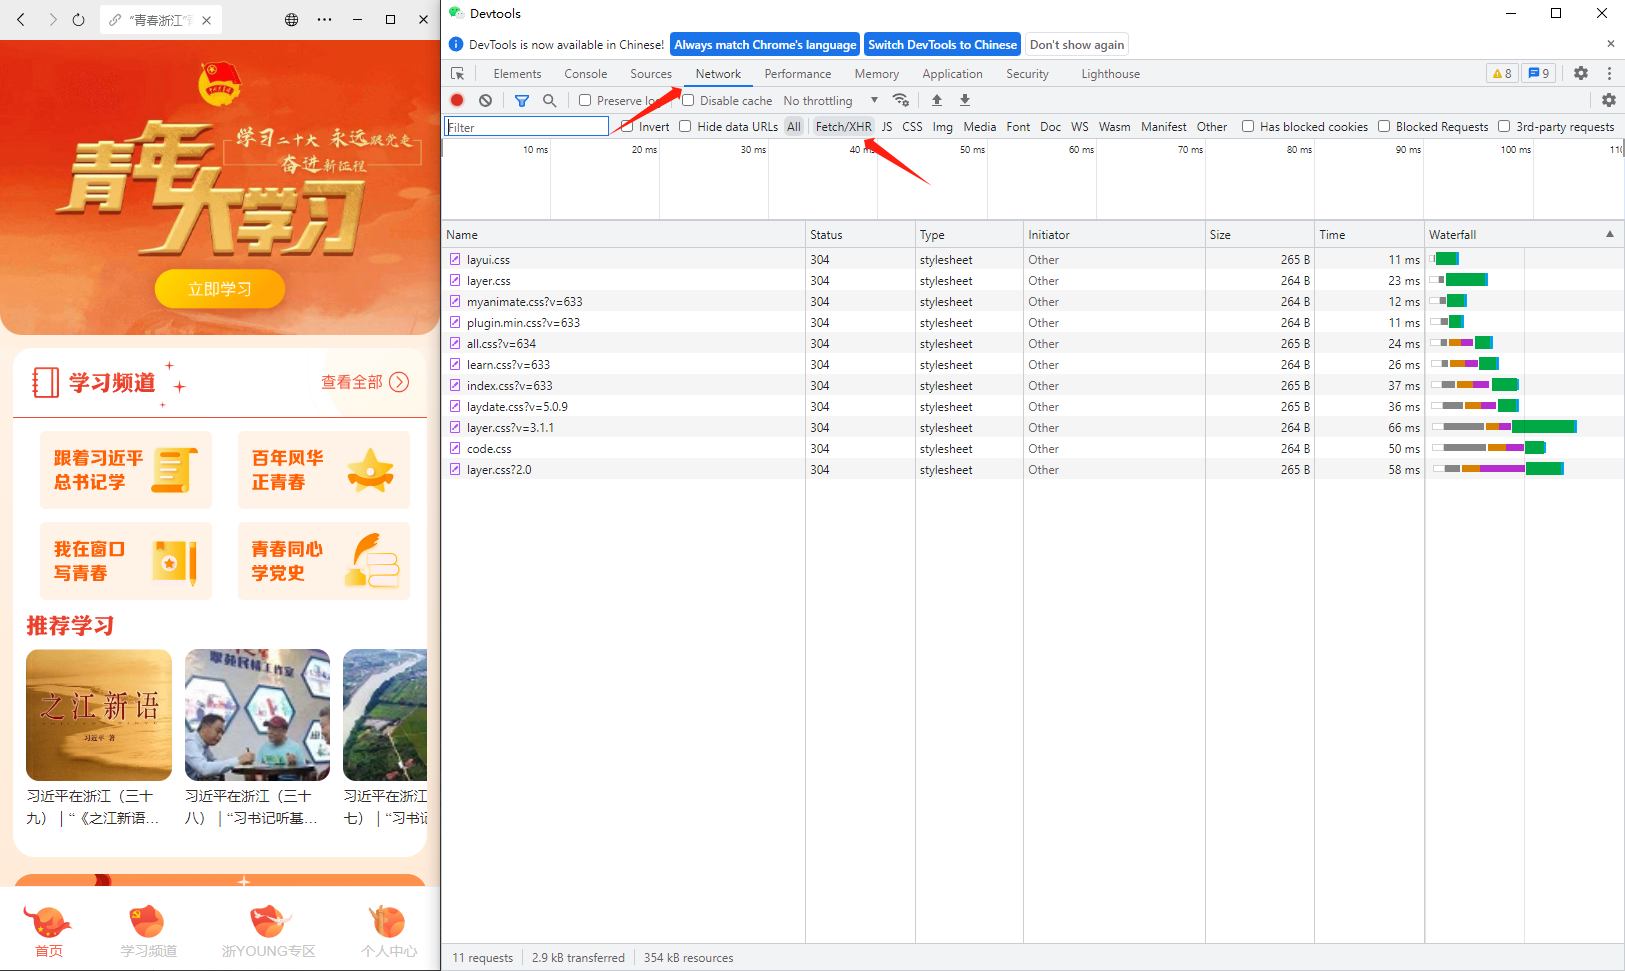 "青春浙江"
学习二十大 永远跟党走
奋进新征程
青年大学习
立即学习
学习频道
查看全部
跟着习近平
总书记学
百年风华
正青春
我在窗口
写青春
青春同心
学党史
推荐学习
之江新语
习近平 著
习近平在浙江（三十
九）｜“《之江新语...
习近平在浙江（三十
八）｜“习书记听基...
习近平在浙江
七）｜“习书记
首页
学习频道
浙YOUNG专区
个人中心
Devtools
DevTools is now available in Chinese!
Always match Chrome's language
Switch DevTools to Chinese
Don't show again
Elements Console Sources Network Performance Memory Application Security Lighthouse
8 9
Preserve log Disable cache No throttling
Filter Invert Hide data URLs All Fetch/XHR JS CSS Img Media Font Doc WS Wasm Manifest Other Has blocked cookies Blocked Requests 3rd-party requests
10 ms 20 ms 30 ms 40 ms 50 ms 60 ms 70 ms 80 ms 90 ms 100 ms 110
Name Status Type Initiator Size Time Waterfall
layui.css 304 stylesheet Other 265 B 11 ms
layer.css 304 stylesheet Other 264 B 23 ms
myanimate.css?v=633 304 stylesheet Other 264 B 12 ms
plugin.min.css?v=633 304 stylesheet Other 264 B 11 ms
all.css?v=634 304 stylesheet Other 265 B 24 ms
learn.css?v=633 304 stylesheet Other 264 B 26 ms
index.css?v=633 304 stylesheet Other 265 B 37 ms
laydate.css?v=5.0.9 304 stylesheet Other 265 B 36 ms
layer.css?v=3.1.1 304 stylesheet Other 264 B 66 ms
code.css 304 stylesheet Other 264 B 50 ms
layer.css?2.0 304 stylesheet Other 265 B 58 ms
11 requests 2.9 kB transferred 354 kB resources